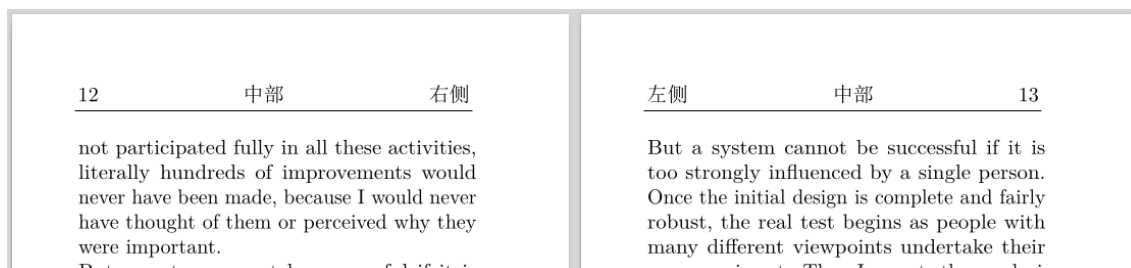 12 中部 右侧
not participated fully in all these activities,
literally hundreds of improvements would
never have been made, because I would never
have thought of them or perceived why they
were important.
左侧 中部 13
But a system cannot be successful if it is
too strongly influenced by a single person.
Once the initial design is complete and fairly
robust, the real test begins as people with
many different viewpoints undertake their